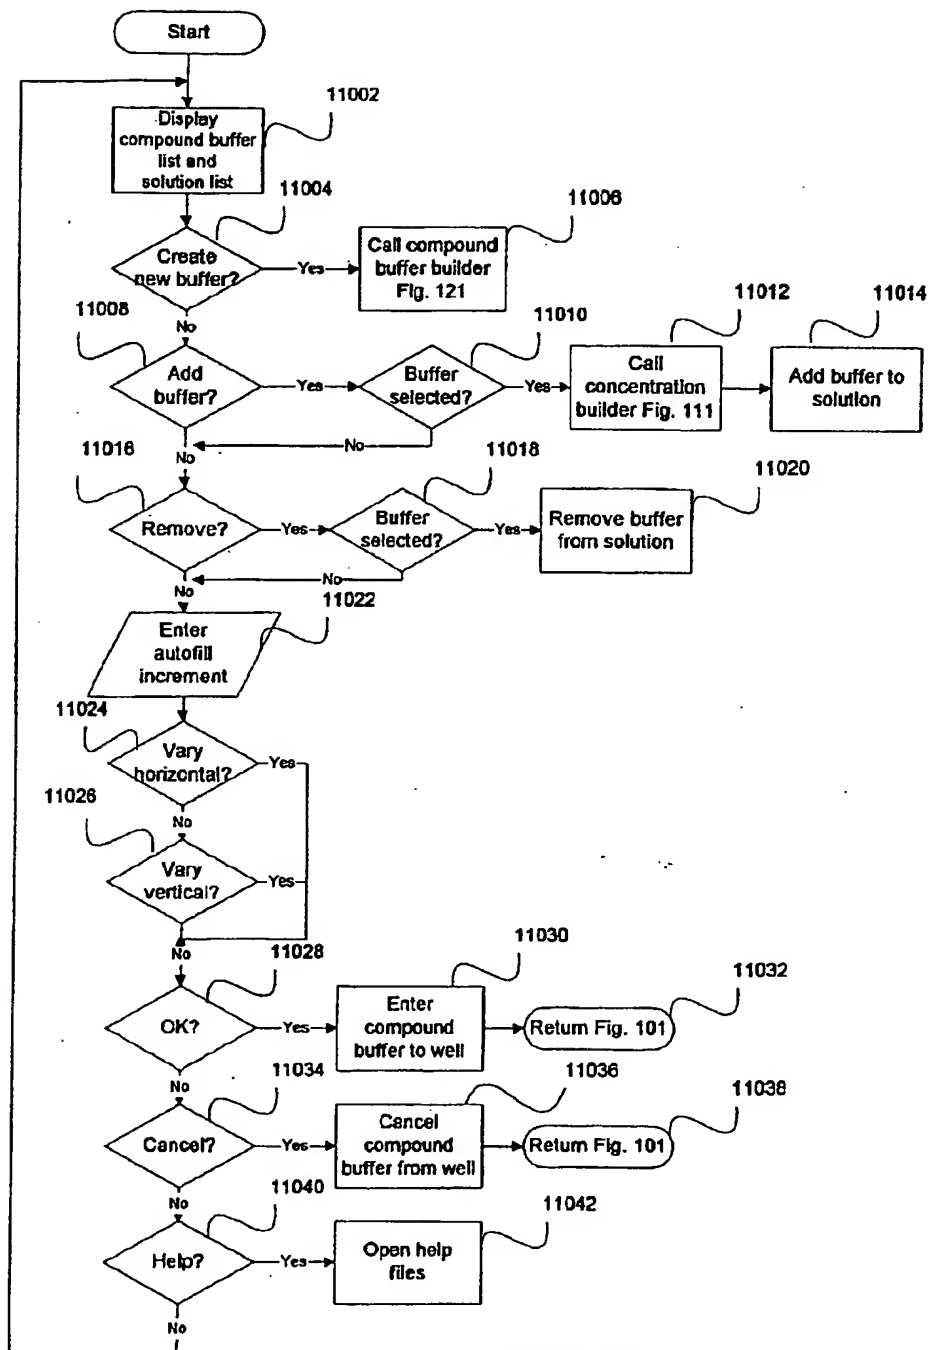 Start
11002
Display
compound buffer
list and
solution list
11004
11006
Create
new buffer?
Yes
Call compound
buffer builder
Fig. 121
No
11008
11010
11012
11014
Add
buffer?
Yes
Buffer
selected?
Yes
Call
concentration
builder Fig. 111
Add buffer to
solution
No
No
11016
11018
11020
Remove?
Yes
Buffer
selected?
Yes
Remove buffer
from solution
No
No
11022
Enter
autofill
increment
11024
Vary
horizontal?
Yes
11026
No
Vary
vertical?
Yes
No
11028
11030
11032
OK?
Yes
Enter
compound
buffer to well
Return Fig. 101
No
11034
11036
11038
Cancel?
Yes
Cancel
compound
buffer from well
Return Fig. 101
No
11040
11042
Help?
Yes
Open help
files
No